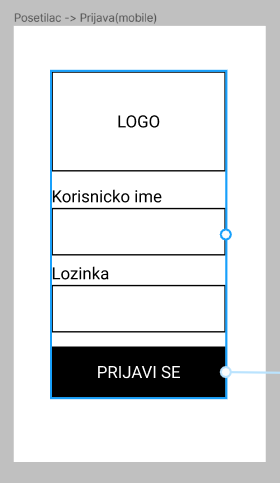 Posetilac -> Prijava(mobile)
LOGO
Korisnicko ime
Lozinka
PRIJAVI SE